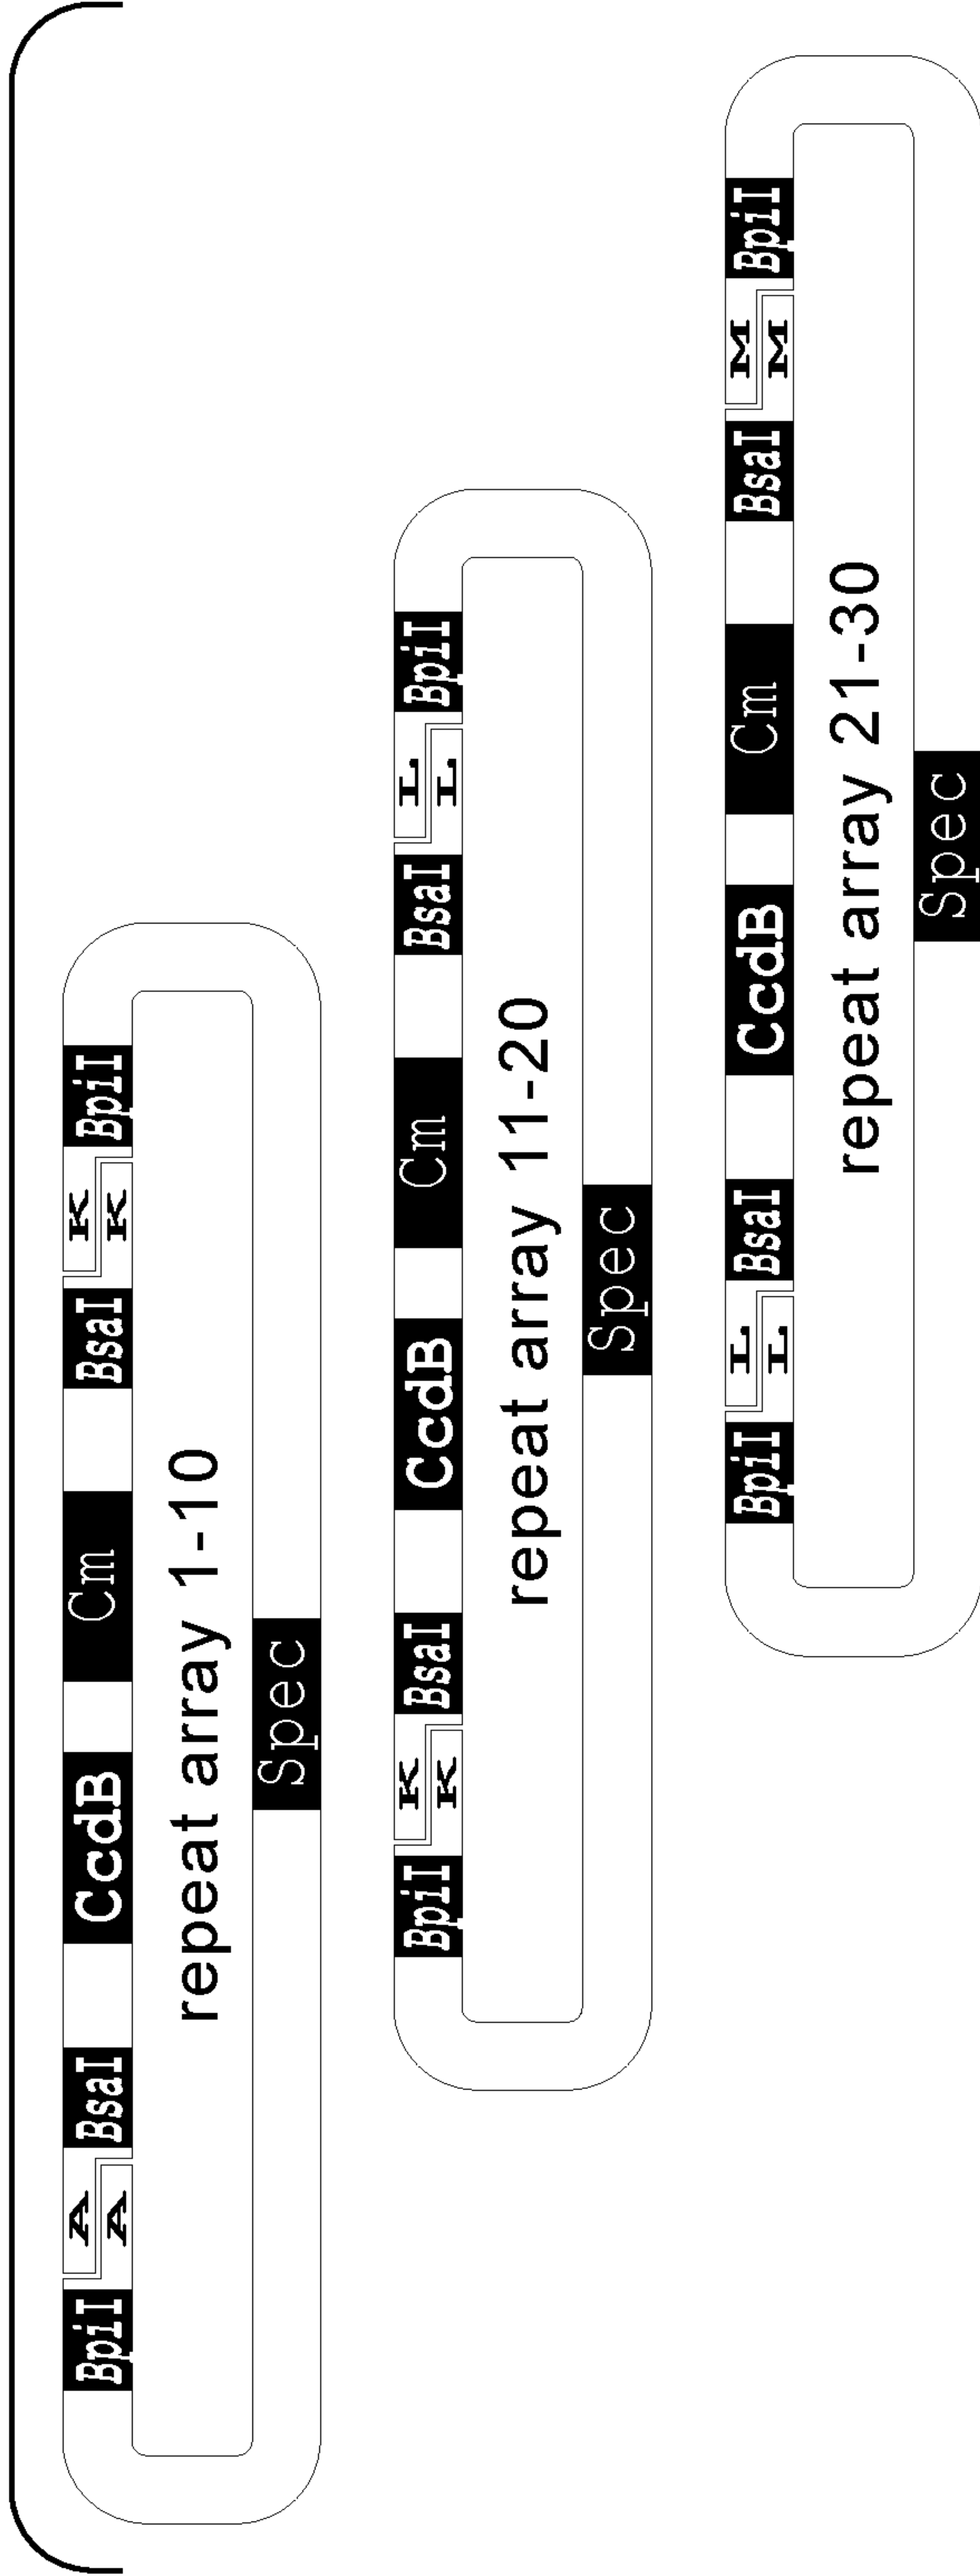 BpiI A A BsaI CcdB Cm BsaI K K BpiI
repeat array 1-10
Spec
BpiI K K BsaI CcdB Cm BsaI L L BpiI
repeat array 11-20
Spec
BpiI L L BsaI CcdB Cm BsaI M M BpiI
repeat array 21-30
Spec